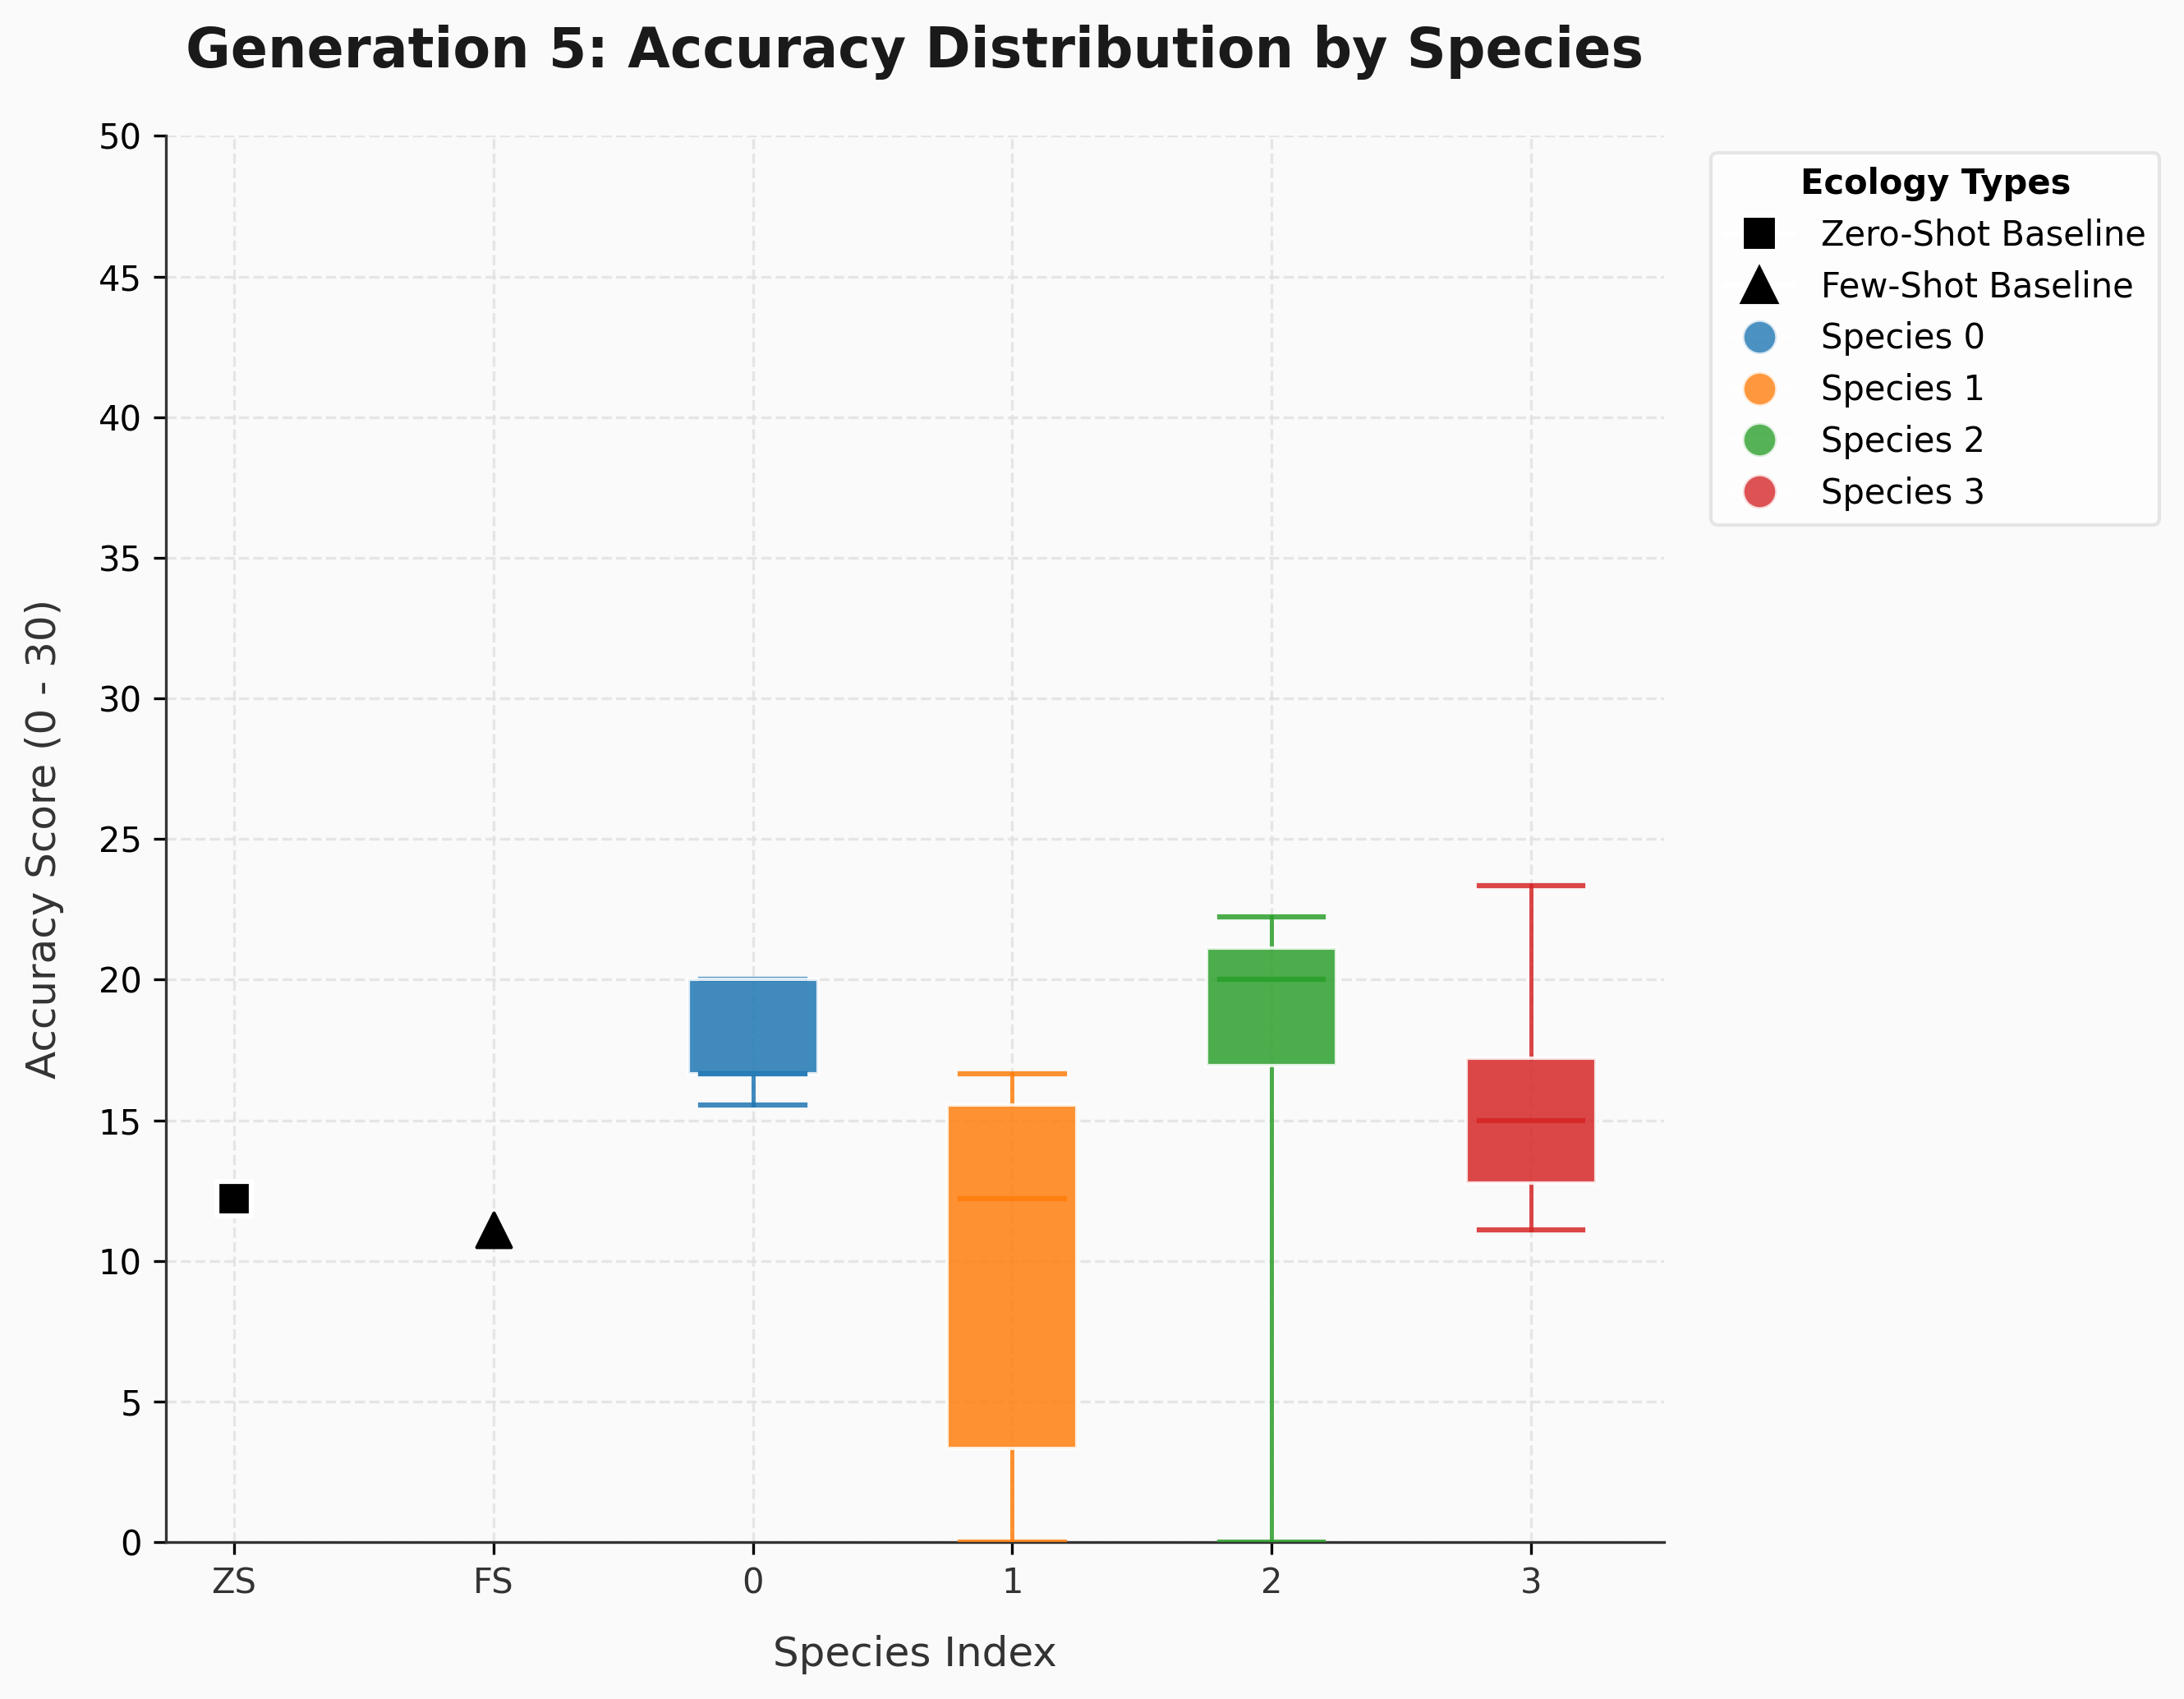 Generation 5: Accuracy Distribution by Species
50
45
40
35
30
25
20
15
10
5
0
Accuracy Score (0 - 30)
ZS
FS
0
1
2
3
Species Index
Ecology Types
Zero-Shot Baseline
Few-Shot Baseline
Species 0
Species 1
Species 2
Species 3